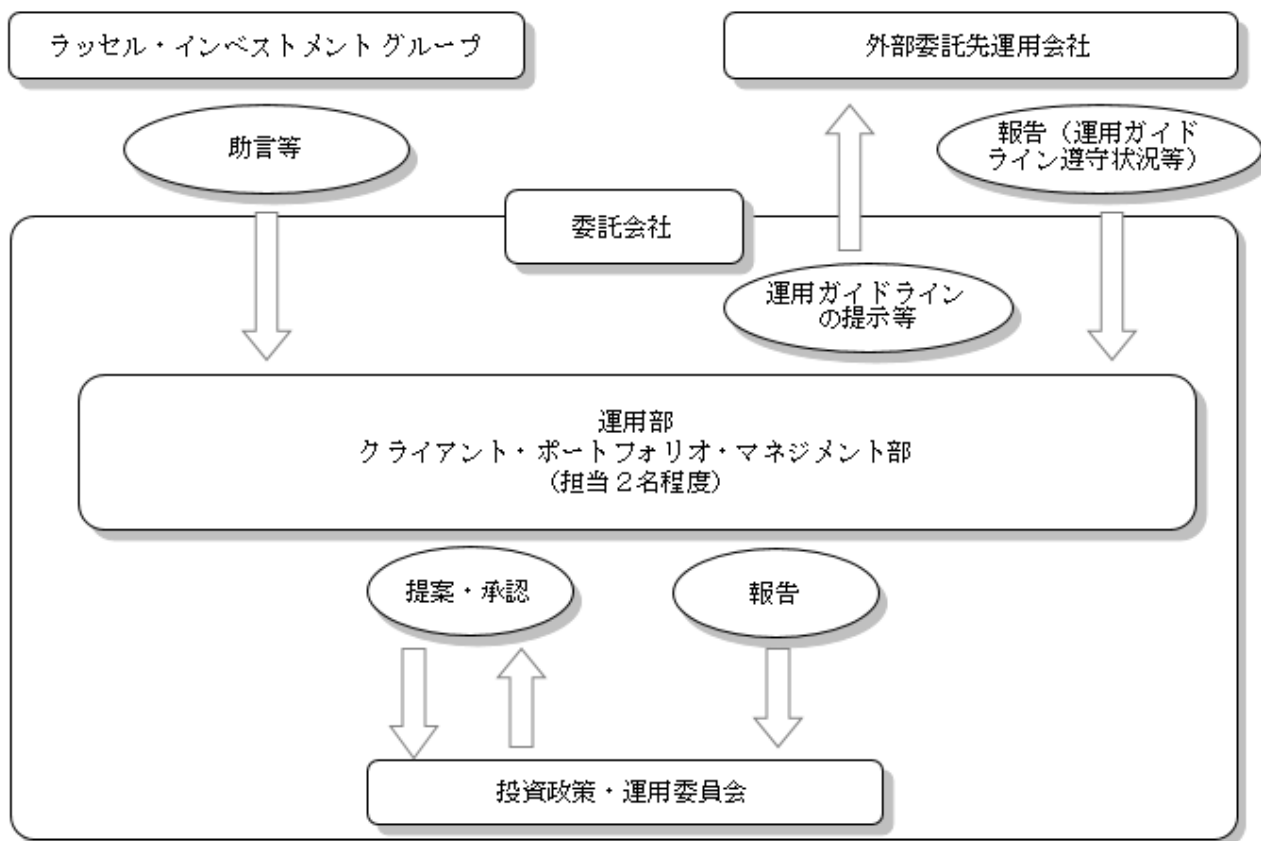 ラッセル・インベストメント グループ
外部委託先運用会社
助言等
報告（運用ガイド
ライン遵守状況等）
委託会社
運用ガイドライン
の提示等
運用部
クライアント・ポートフォリオ・マネジメント部
（担当２名程度）
提案・承認
報告
投資政策・運用委員会